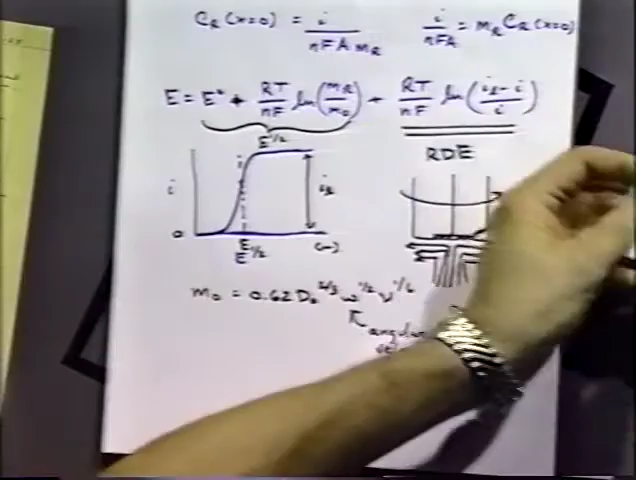 C_R(x=0) = i / nFA m_R
i / nFA = m_R C_R(x=0)
E = E°' + RT/nF ln(m_R/m_o) + RT/nF ln((i_ℓ - i)/i)
E^1/2
RDE
i
i
i_ℓ
0
E
E^1/2
(-)
m_o = 0.62 D_o^2/3 ω^1/2 ν^1/6
angular